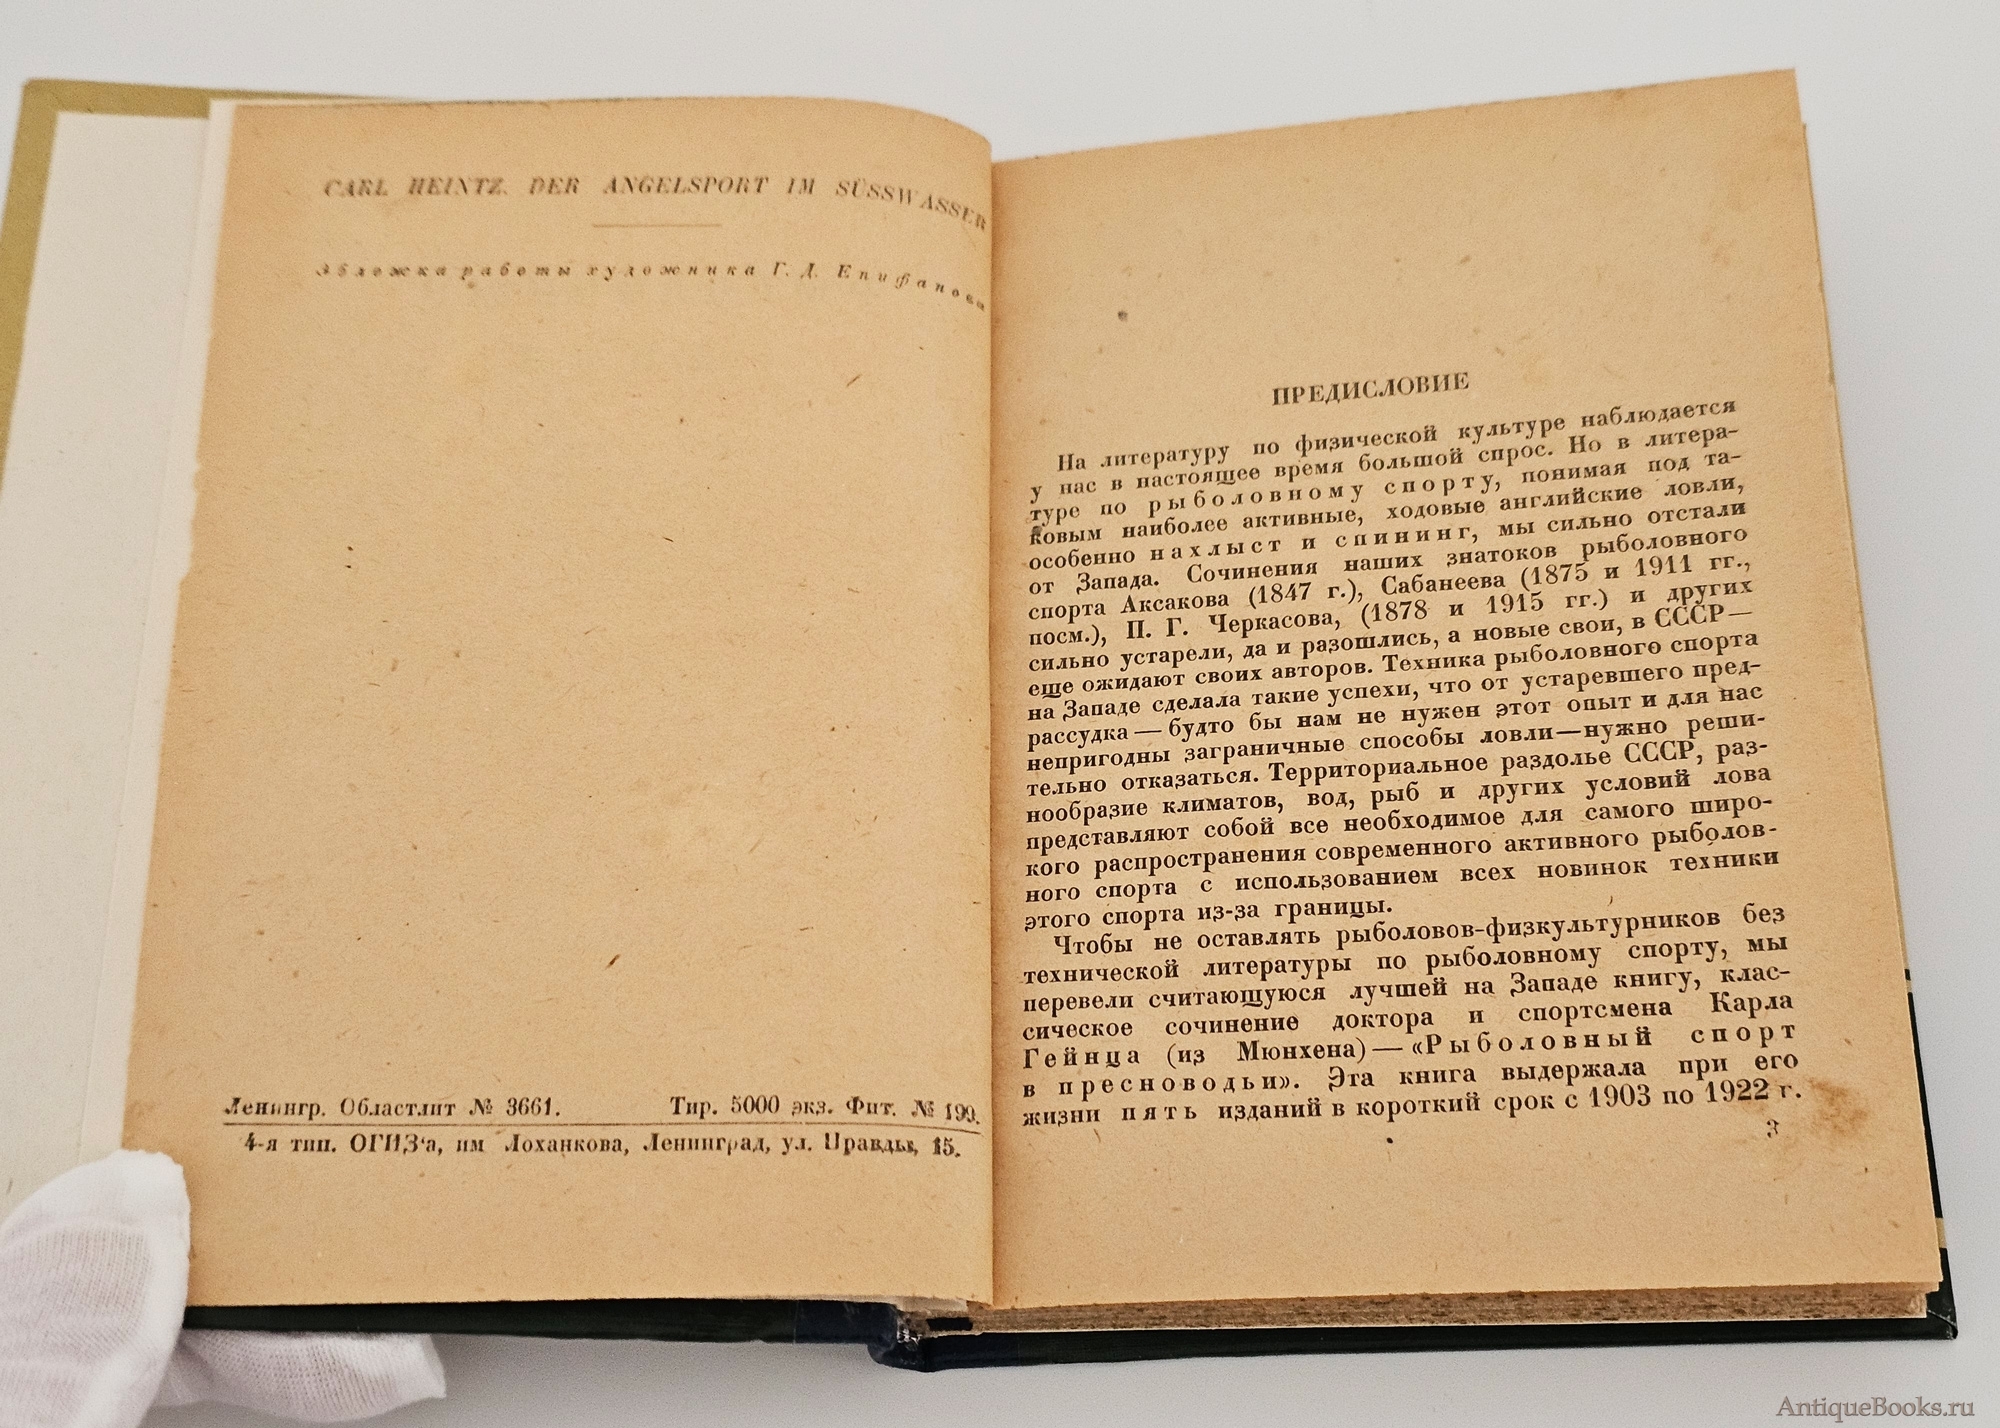 CARL HEINTZ. DER ANGELSPORT IM SÜSSWASSER
Обложка работы художника Г. Д. Епифанова
Ленингр. Областлит № 3661. Тир. 5000 экз. Фит. № 199.
4-я тип. ОГИЗ'а, им Лоханкова, Ленинград, ул. Правды, 15.
ПРЕДИСЛОВИЕ
На литературу по физической культуре наблюдается
у нас в настоящее время большой спрос. Но в литера-
туре по рыболовному спорту, понимая под та-
ковым наиболее активные, ходовые английские ловли,
особенно нахлыст и спининг, мы сильно отстали
от Запада. Сочинения наших знатоков рыболовного
спорта Аксакова (1847 г.), Сабанеева (1875 и 1911 гг.,
посм.), П. Г. Черкасова, (1878 и 1915 гг.) и других
сильно устарели, да и разошлись, а новые свои, в СССР—
еще ожидают своих авторов. Техника рыболовного спорта
на Западе сделала такие успехи, что от устаревшего пред-
рассудка — будто бы нам не нужен этот опыт и для нас
непригодны заграничные способы ловли—нужно реши-
тельно отказаться. Территориальное раздолье СССР, раз-
нообразие климатов, вод, рыб и других условий лова
представляют собой все необходимое для самого широ-
кого распространения современного активного рыболов-
ного спорта с использованием всех новинок техники
этого спорта из-за границы.
Чтобы не оставлять рыболовов-физкультурников без
технической литературы по рыболовному спорту, мы
перевели считающуюся лучшей на Западе книгу, клас-
сическое сочинение доктора и спортсмена Карла
Гейнца (из Мюнхена) — «Рыболовный спорт
в пресноводьи». Эта книга выдержала при его
жизни пять изданий в короткий срок с 1903 по 1922 г.
3
AntiqueBooks.ru